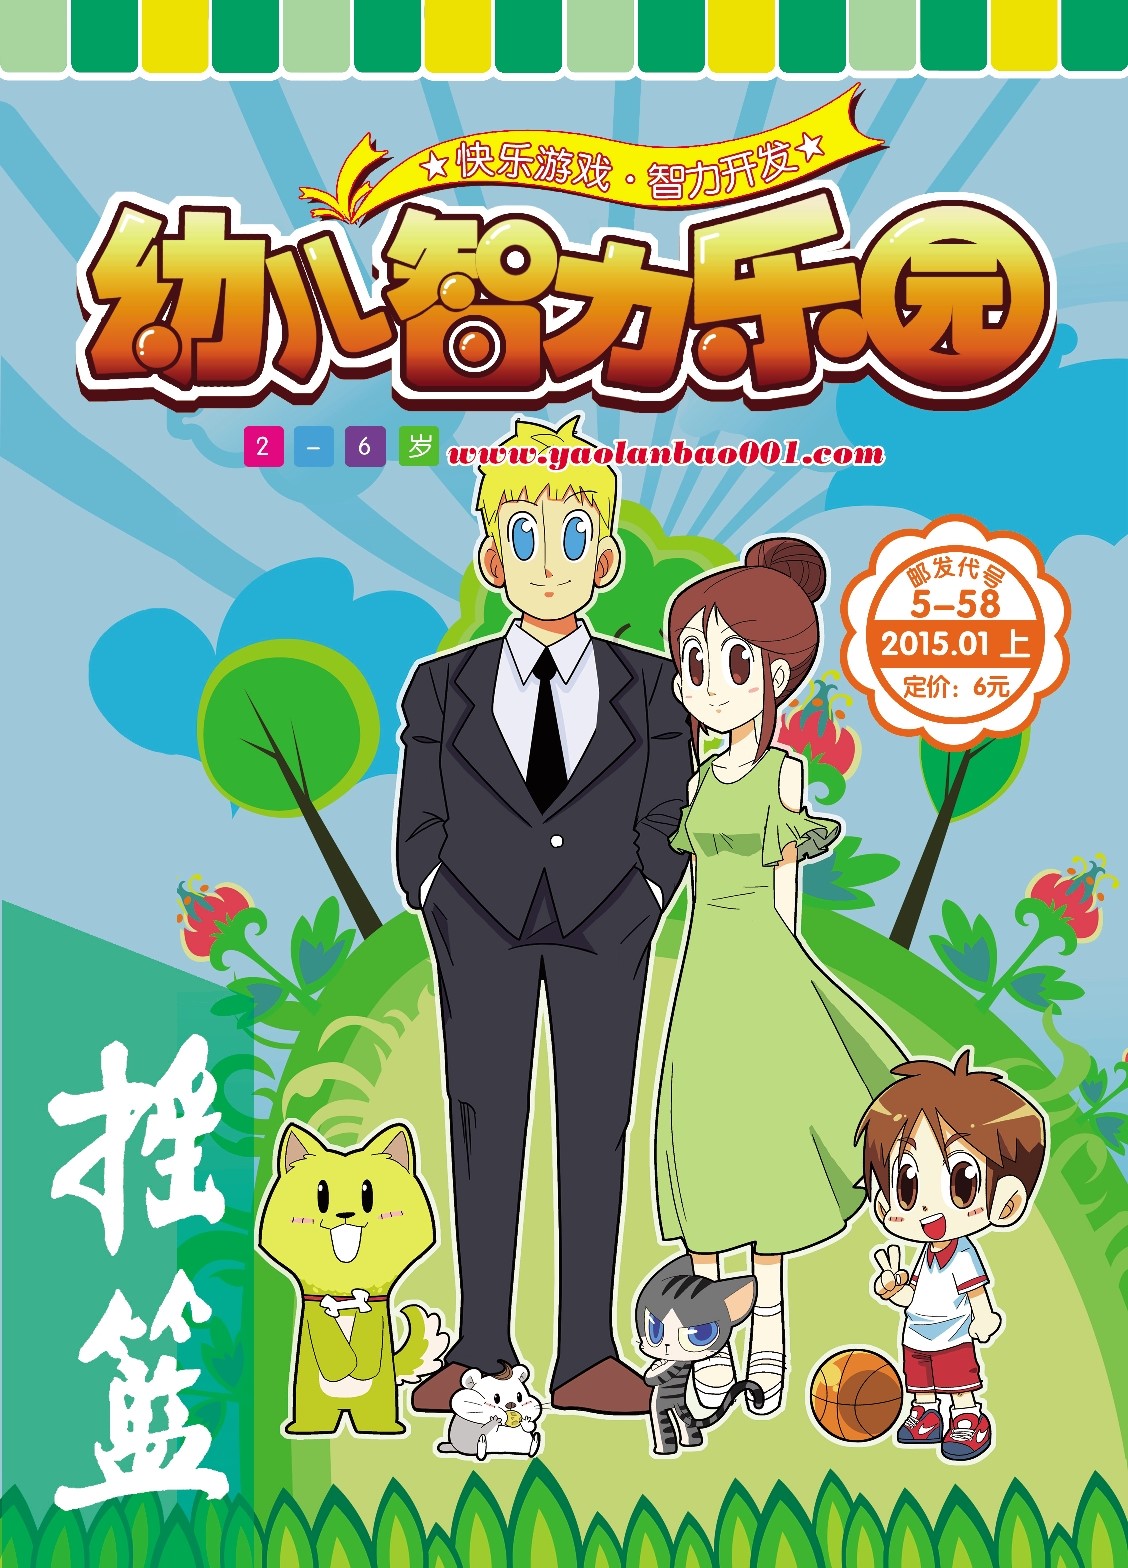 ★快乐游戏·智力开发★
幼儿智力乐园
2-6岁 www.yaolanbao001.com
邮发代号
5-58
2015.01 上
定价：6元
摇篮